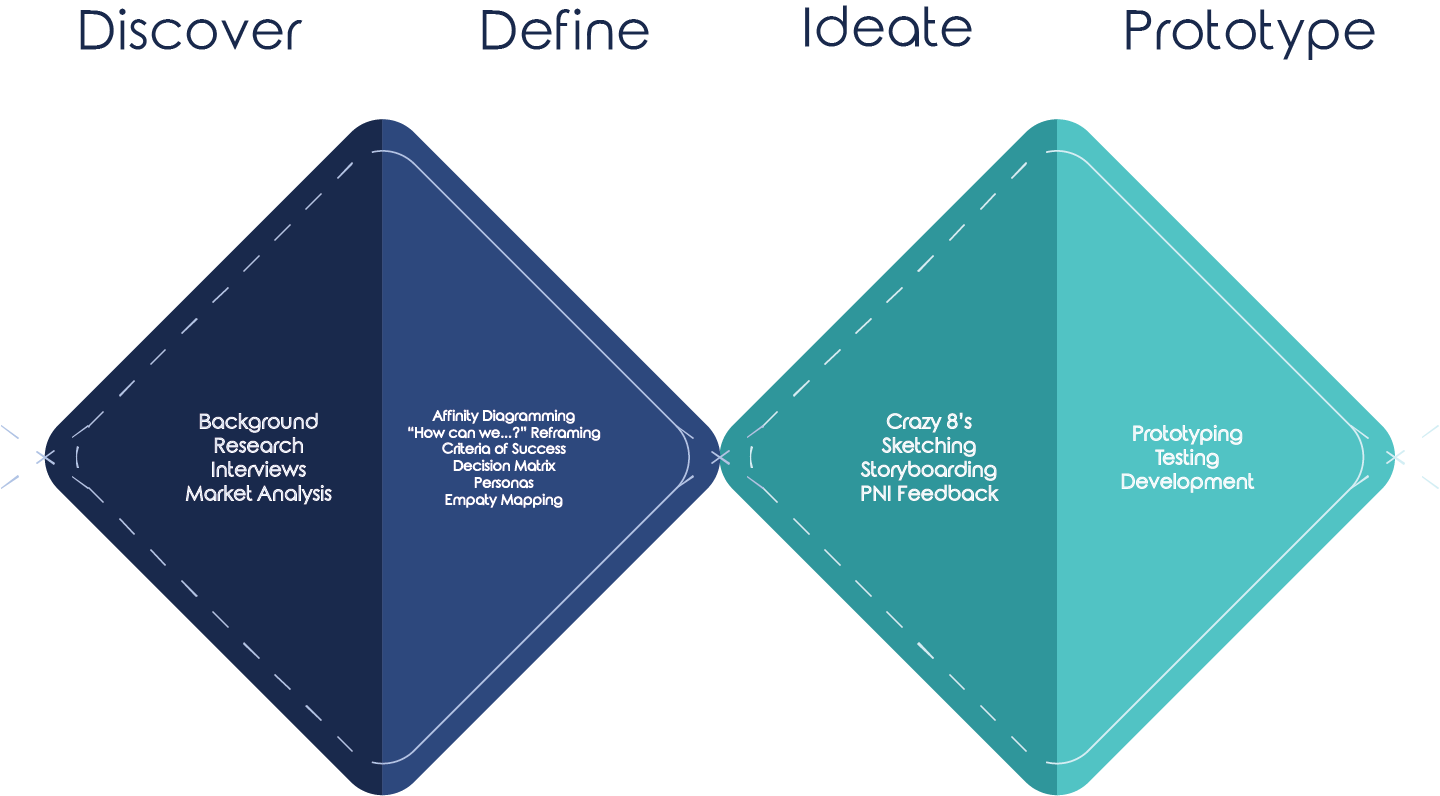 Discover
Define
Ideate
Prototype
Background
Research
Interviews
Market Analysis
Affinity Diagramming
“How can we...?” Reframing
Criteria of Success
Decision Matrix
Personas
Empaty Mapping
Crazy 8’s
Sketching
Storyboarding
PNI Feedback
Prototyping
Testing
Development